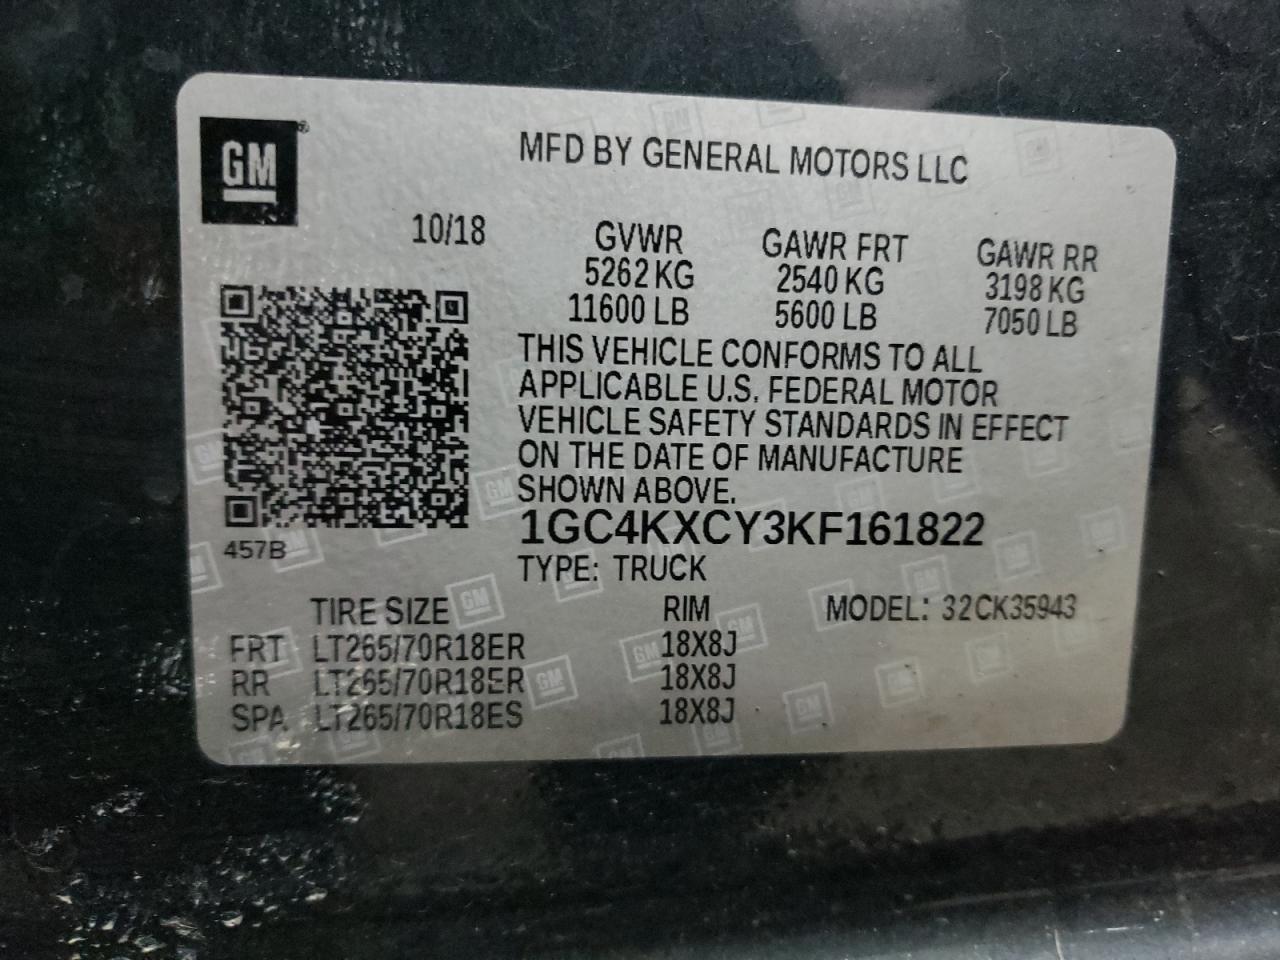 GM®
MFD BY GENERAL MOTORS LLC
10/18 GVWR GAWR FRT GAWR RR
5262 KG 2540 KG 3198 KG
11600 LB 5600 LB 7050 LB
THIS VEHICLE CONFORMS TO ALL
APPLICABLE U.S. FEDERAL MOTOR
VEHICLE SAFETY STANDARDS IN EFFECT
ON THE DATE OF MANUFACTURE
SHOWN ABOVE.
1GC4KXCY3KF161822
457B
TYPE: TRUCK
TIRE SIZE RIM MODEL: 32CK35943
FRT LT265/70R18ER 18X8J
RR LT265/70R18ER 18X8J
SPA LT265/70R18ES 18X8J